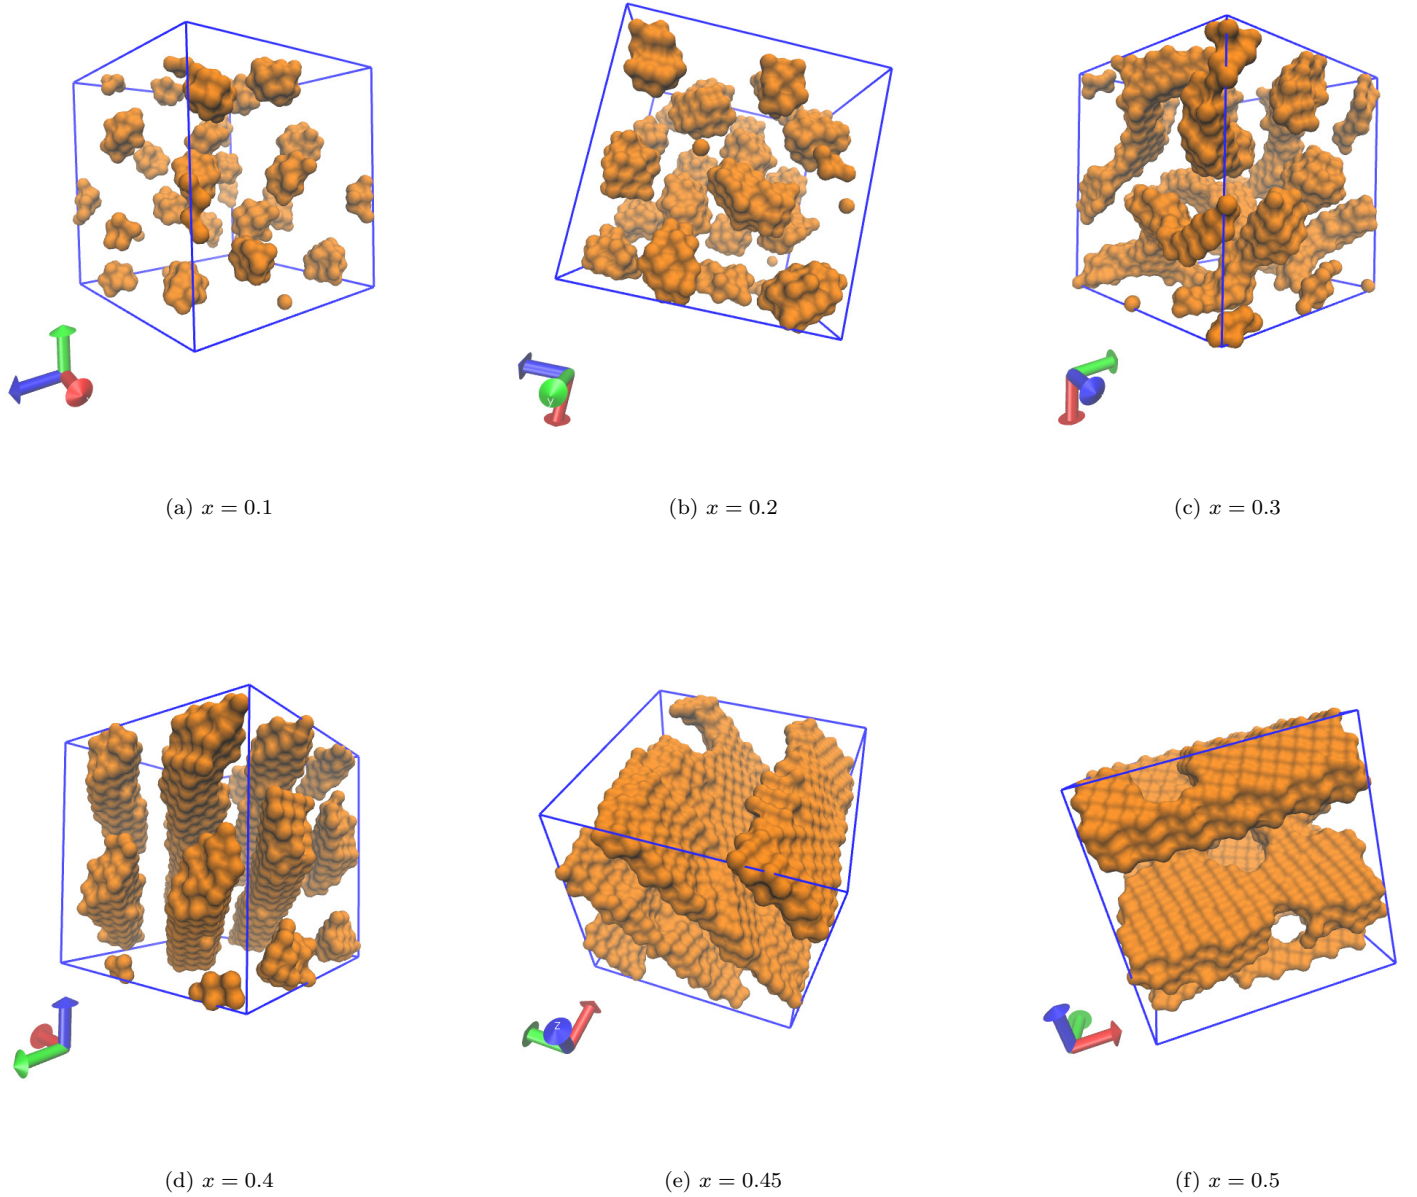 Y
(a) x = 0.1
(b) x = 0.2
(c) x = 0.3
Z
(d) x = 0.4
(e) x = 0.45
(f) x = 0.5